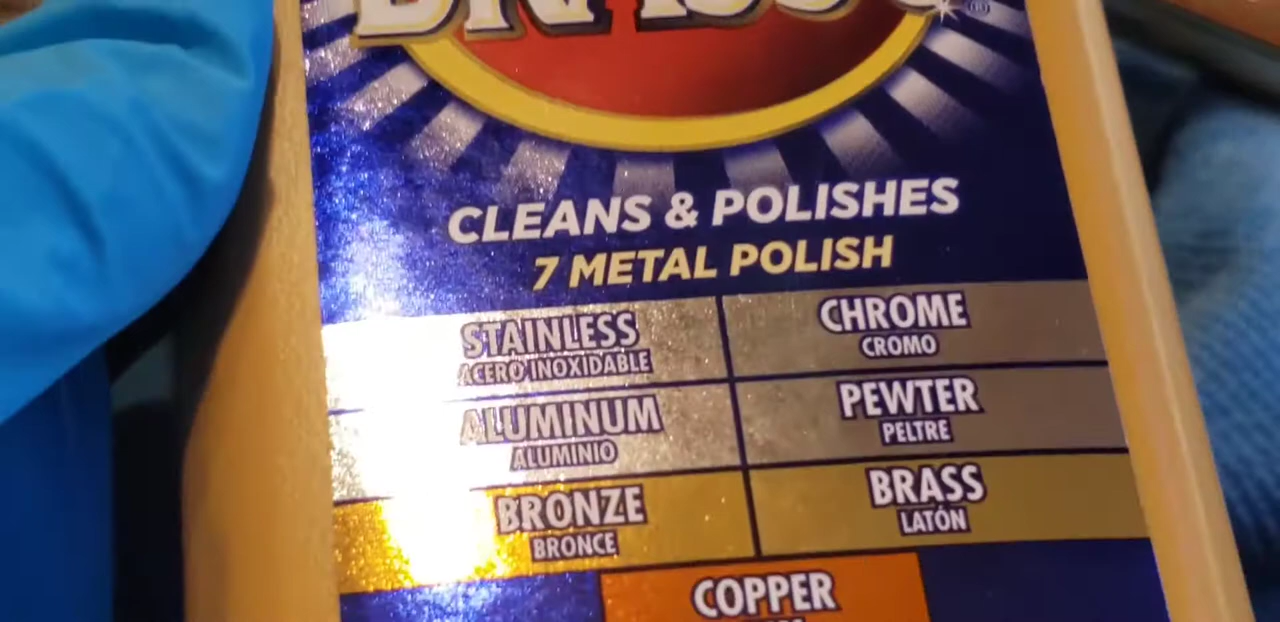 CLEANS & POLISHES
7 METAL POLISH
STAINLESS
ACERO INOXIDABLE
CHROME
CROMO
ALUMINUM
ALUMINIO
PEWTER
PELTRE
BRONZE
BRONCE
BRASS
LATÓN
COPPER